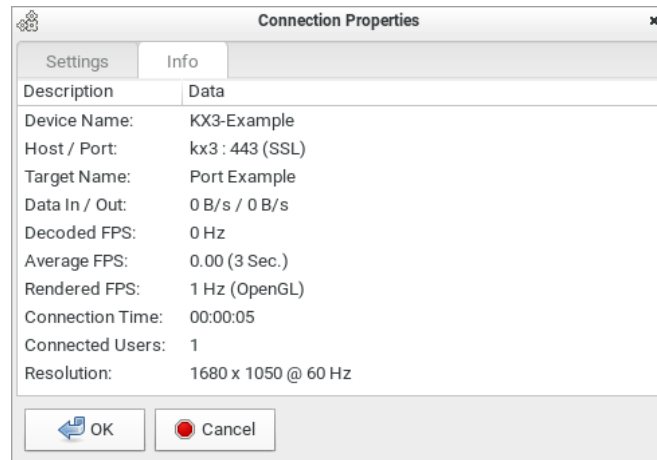 Connection Properties
Settings Info
Description Data
Device Name: KX3-Example
Host / Port: kx3 : 443 (SSL)
Target Name: Port Example
Data In / Out: 0 B/s / 0 B/s
Decoded FPS: 0 Hz
Average FPS: 0.00 (3 Sec.)
Rendered FPS: 1 Hz (OpenGL)
Connection Time: 00:00:05
Connected Users: 1
Resolution: 1680 x 1050 @ 60 Hz
OK Cancel